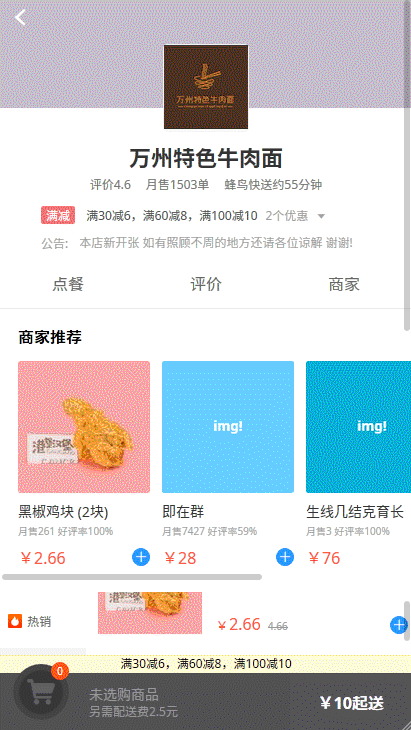 万州特色牛肉面
万州特色牛肉面
评价4.6 月售1503单 蜂鸟快送约55分钟
满减 满30减6，满60减8，满100减10 2个优惠
公告: 本店新开张 如有照顾不周的地方还请各位谅解 谢谢!
点餐 评价 商家
商家推荐
img! img!
黑椒鸡块 (2块) 即在群 生线几结克育长
月售261 好评率100% 月售7427 好评率59% 月售3 好评率100%
￥2.66 ￥28 ￥76
热销
￥2.66 4.66
满30减6，满60减8，满100减10
0
未选购商品
另需配送费2.5元
￥10起送